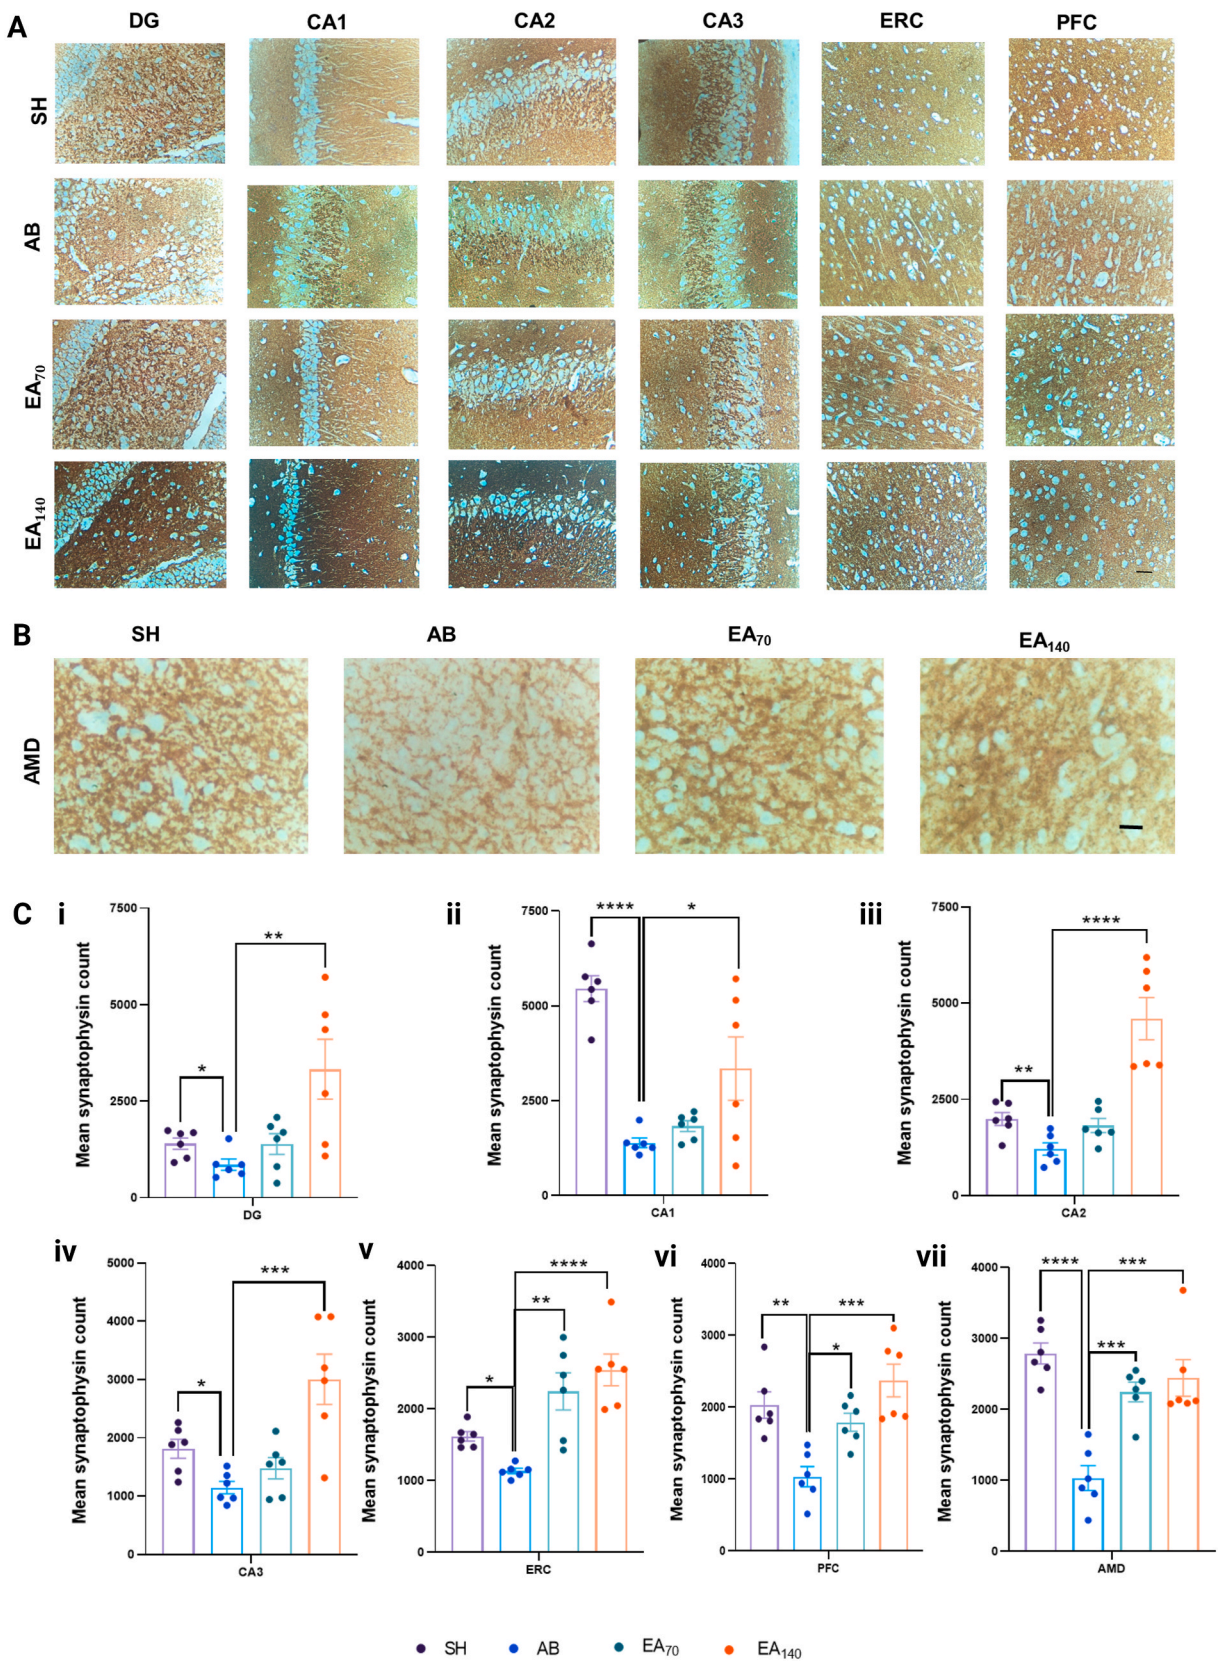 A
DG CA1 CA2 CA3 ERC PFC
SH
AB
EA70
EA140
B
SH AB EA70 EA140
AMD
C
i
Mean synaptophysin count
7500
5000
2500
0
*
**
DG
ii
Mean synaptophysin count
7500
5000
2500
0
****
*
CA1
iii
Mean synaptophysin count
7500
5000
2500
0
**
****
CA2
iv
Mean synaptophysin count
5000
4000
3000
2000
1000
0
*
***
CA3
v
Mean synaptophysin count
4000
3000
2000
1000
0
*
**
****
ERC
vi
Mean synaptophysin count
4000
3000
2000
1000
0
**
***
*
PFC
vii
Mean synaptophysin count
4000
3000
2000
1000
0
****
***
***
AMD
SH AB EA70 EA140